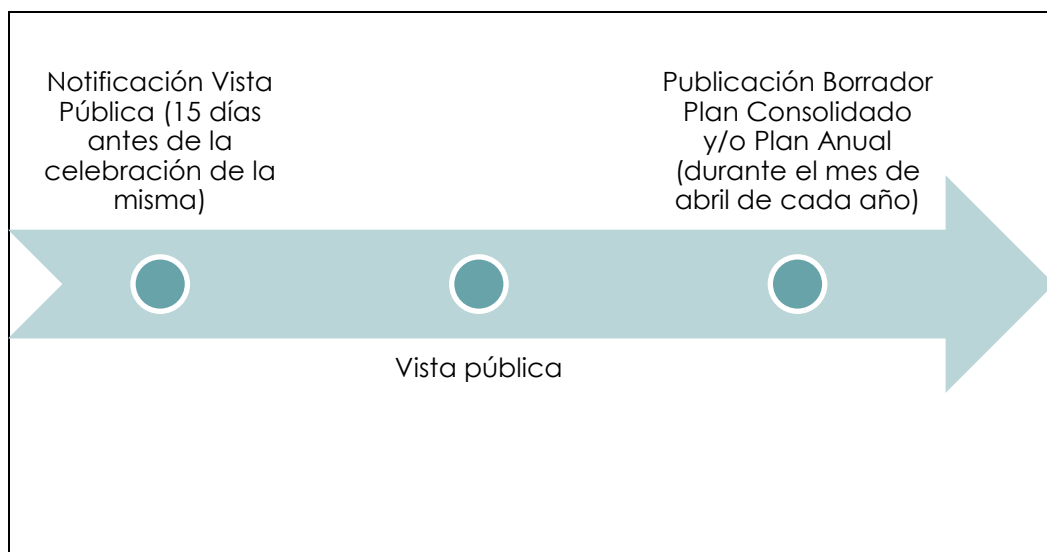 Notificación Vista
Pública (15 días
antes de la
celebración de la
misma)
Vista pública
Publicación Borrador
Plan Consolidado
y/o Plan Anual
(durante el mes de
abril de cada año)